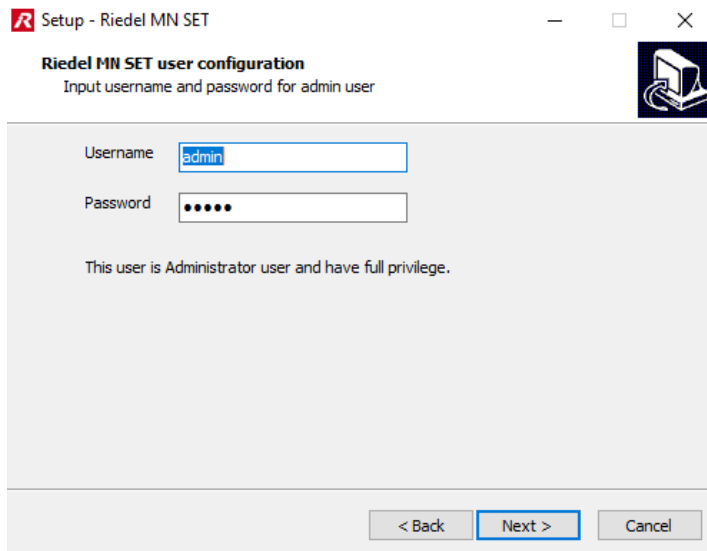 Setup - Riedel MN SET
Riedel MN SET user configuration
Input username and password for admin user
Username admin
Password •••••
This user is Administrator user and have full privilege.
< Back Next > Cancel